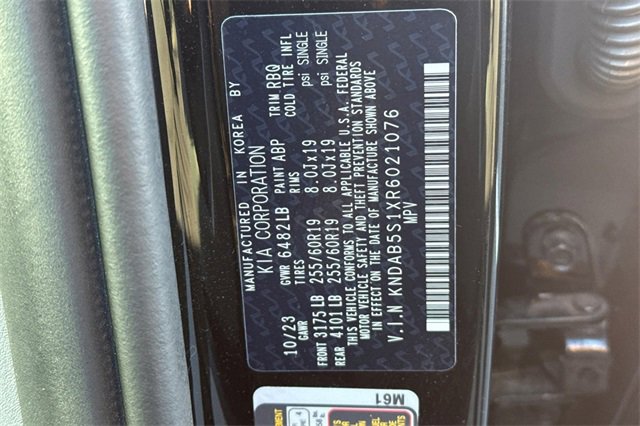 MANUFACTURED IN KOREA BY
KIA CORPORATION
10/23 GVWR 6482LB PAINT ABP TRIM RBQ
GAWR TIRES RIMS COLD TIRE INFL
FRONT 3175LB 255/60R19 8.0Jx19 psi SINGLE
REAR 4101LB 255/60R19 8.0Jx19 psi SINGLE
THIS VEHICLE CONFORMS TO ALL APPLICABLE U.S.A. FEDERAL
MOTOR VEHICLE SAFETY AND THEFT PREVENTION STANDARDS
IN EFFECT ON THE DATE OF MANUFACTURE SHOWN ABOVE
V.I.N KNDAB5S1XR6021076
MPV
M61